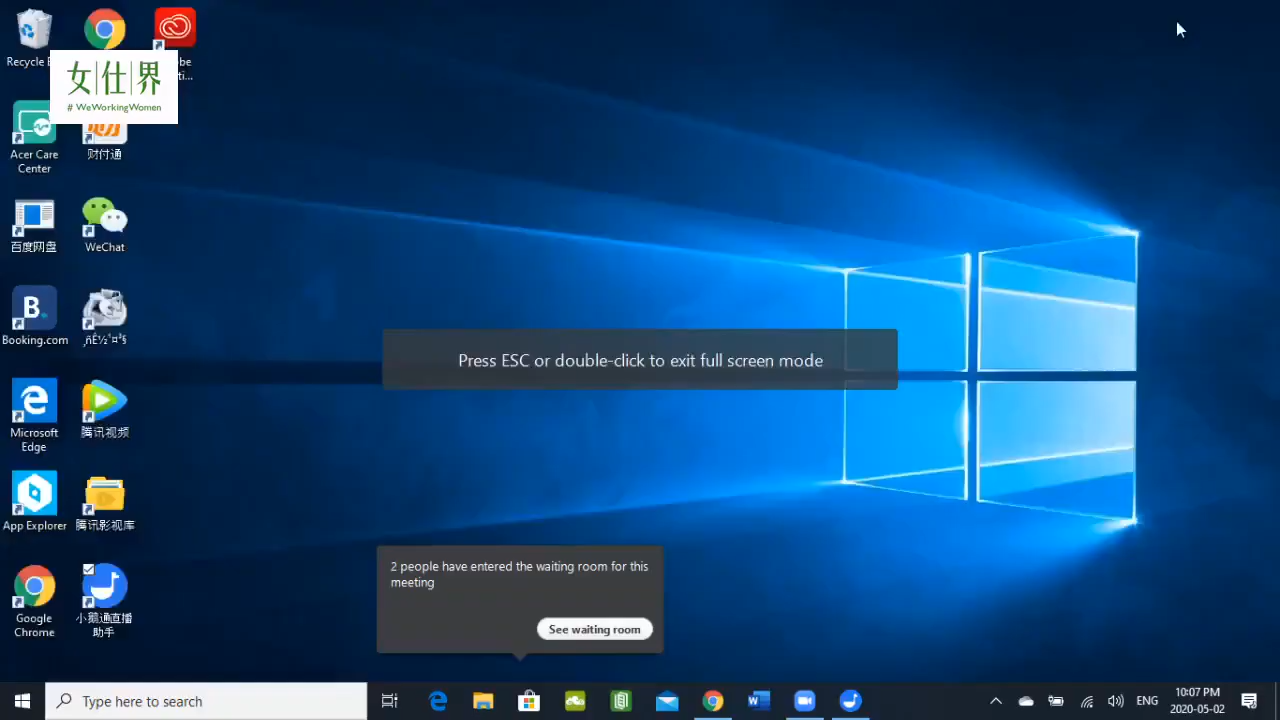 Recycle
女仕界
# WeWorkingWomen
Acer Care
Center
财付通
百度网盘
WeChat
Booking.com
Microsoft
Edge
腾讯视频
App Explorer
腾讯影视库
Google
Chrome
小鹅通直播
助手
Press ESC or double-click to exit full screen mode
2 people have entered the waiting room for this
meeting
See waiting room
Type here to search
ENG
10:07 PM
2020-05-02